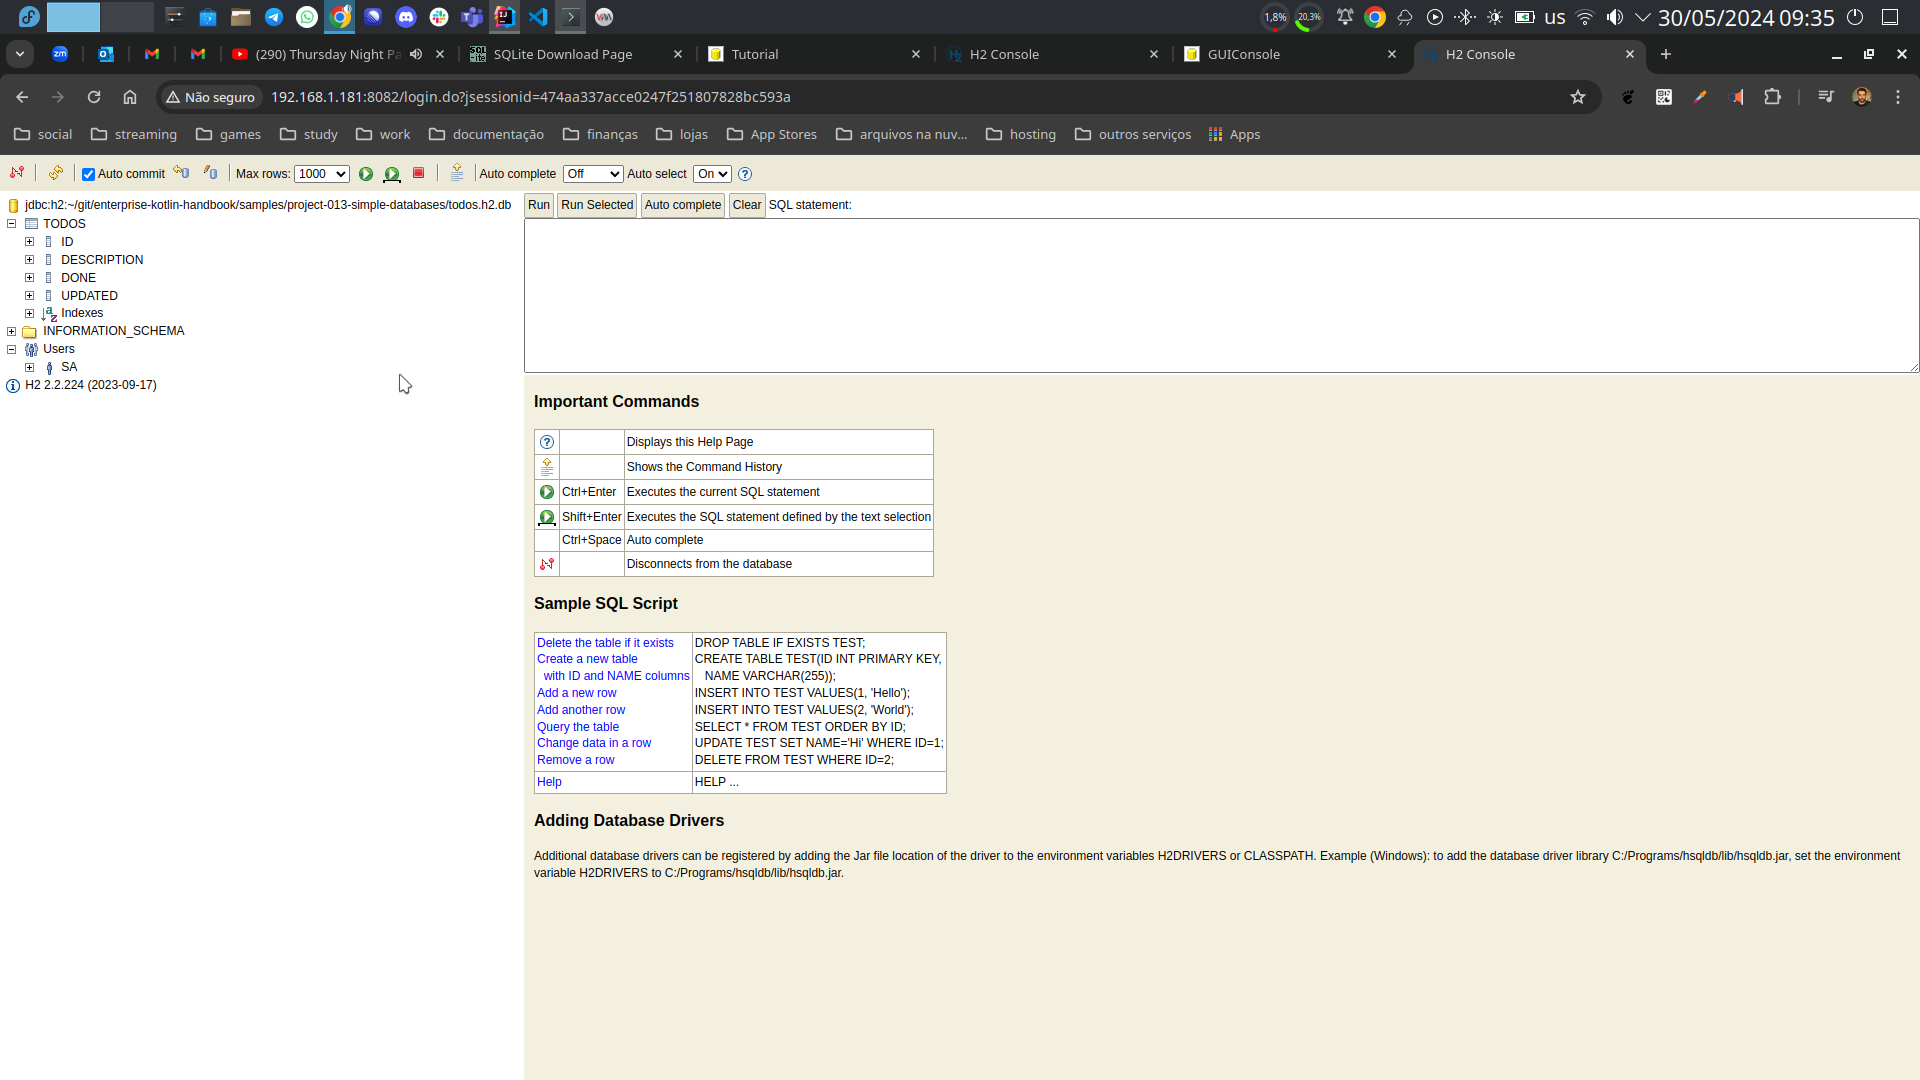 1,8%
20,3%
us
30/05/2024 09:35
zm
(290) Thursday Night Pa
SQLite Download Page
Tutorial
H2 Console
GUIConsole
H2 Console
Não seguro
192.168.1.181:8082/login.do?jsessionid=474aa337acce0247f251807828bc593a
social
streaming
games
study
work
documentação
finanças
lojas
App Stores
arquivos na nuv...
hosting
outros serviços
Apps
Auto commit
Max rows: 1000
Auto complete Off
Auto select On
jdbc:h2:~/git/enterprise-kotlin-handbook/samples/project-013-simple-databases/todos.h2.db
TODOS
ID
DESCRIPTION
DONE
UPDATED
Indexes
INFORMATION_SCHEMA
Users
SA
H2 2.2.224 (2023-09-17)
Run
Run Selected
Auto complete
Clear
SQL statement:
Important Commands
Displays this Help Page
Shows the Command History
Ctrl+Enter Executes the current SQL statement
Shift+Enter Executes the SQL statement defined by the text selection
Ctrl+Space Auto complete
Disconnects from the database
Sample SQL Script
Delete the table if it exists DROP TABLE IF EXISTS TEST;
Create a new table CREATE TABLE TEST(ID INT PRIMARY KEY,
with ID and NAME columns NAME VARCHAR(255));
Add a new row INSERT INTO TEST VALUES(1, 'Hello');
Add another row INSERT INTO TEST VALUES(2, 'World');
Query the table SELECT * FROM TEST ORDER BY ID;
Change data in a row UPDATE TEST SET NAME='Hi' WHERE ID=1;
Remove a row DELETE FROM TEST WHERE ID=2;
Help HELP ...
Adding Database Drivers
Additional database drivers can be registered by adding the Jar file location of the driver to the environment variables H2DRIVERS or CLASSPATH. Example (Windows): to add the database driver library C:/Programs/hsqldb/lib/hsqldb.jar, set the environment
variable H2DRIVERS to C:/Programs/hsqldb/lib/hsqldb.jar.